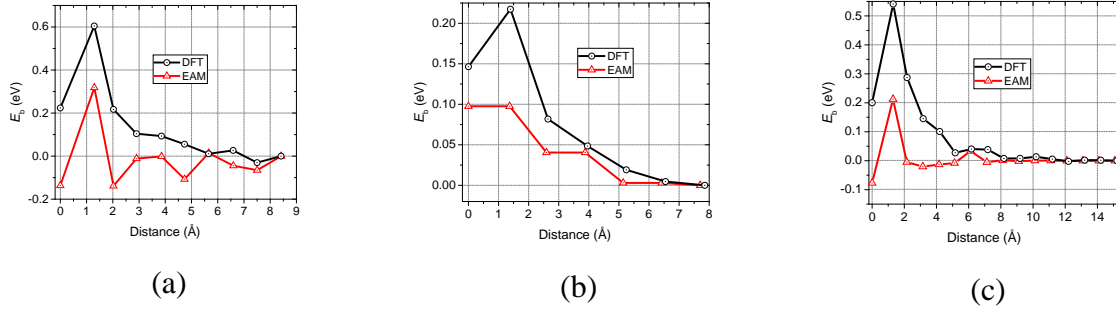 0.6
0.4
0.2
0.0
-0.2
E_b (eV)
DFT
EAM
0 1 2 3 4 5 6 7 8 9
Distance (Å)
(a)
0.20
0.15
0.10
0.05
0.00
E_b (eV)
DFT
EAM
0 1 2 3 4 5 6 7 8
Distance (Å)
(b)
0.5
0.4
0.3
0.2
0.1
0.0
-0.1
E_b (eV)
DFT
EAM
0 2 4 6 8 10 12 14
Distance (Å)
(c)